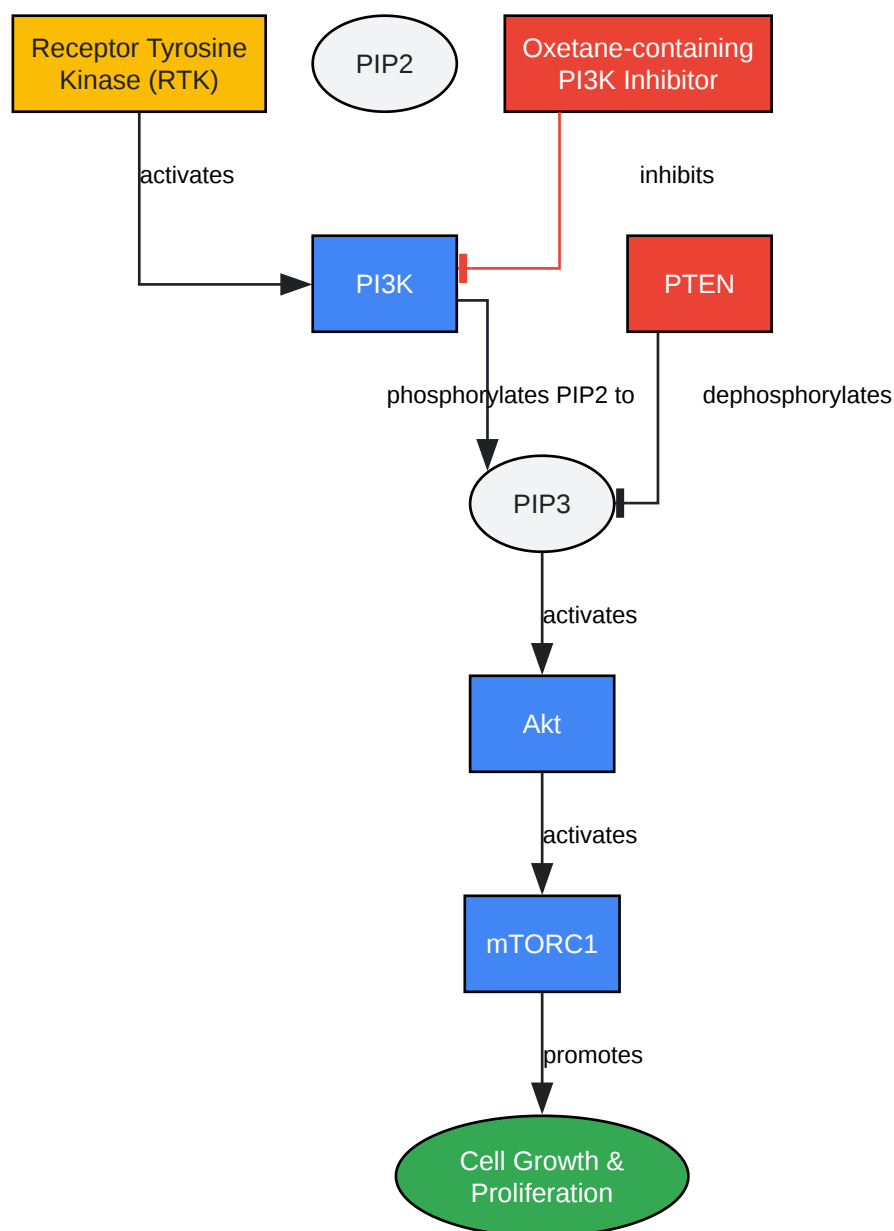 Receptor Tyrosine
Kinase (RTK)
PIP2
Oxetane-containing
PI3K Inhibitor
activates
inhibits
PI3K
PTEN
phosphorylates PIP2 to
dephosphorylates
PIP3
activates
Akt
activates
mTORC1
promotes
Cell Growth &
Proliferation